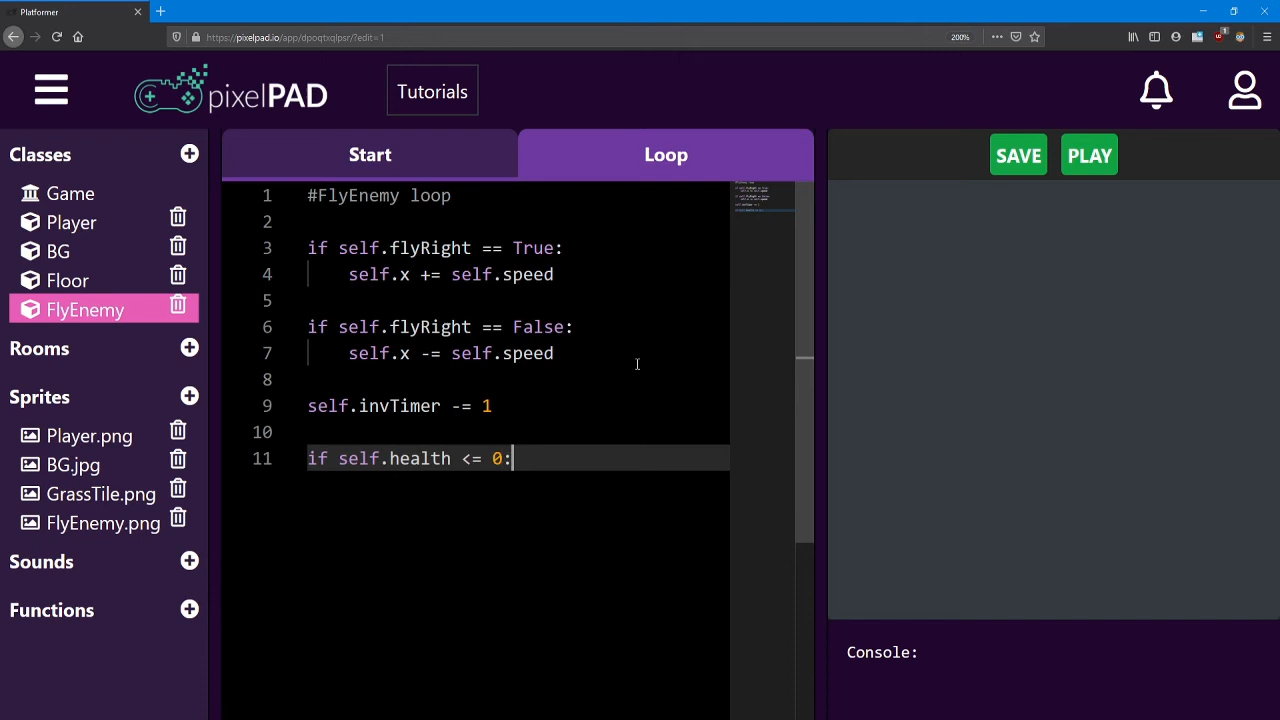 Platformer
https://pixelpad.io/app/dpoqtxqlpsr/?edit=1
200%
pixelPAD
Tutorials
Classes
Game
Player
BG
Floor
FlyEnemy
Rooms
Sprites
Player.png
BG.jpg
GrassTile.png
FlyEnemy.png
Sounds
Functions
Start
Loop
1 #FlyEnemy loop
2
3 if self.flyRight == True:
4 self.x += self.speed
5
6 if self.flyRight == False:
7 self.x -= self.speed
8
9 self.invTimer -= 1
10
11 if self.health <= 0:
SAVE
PLAY
Console: